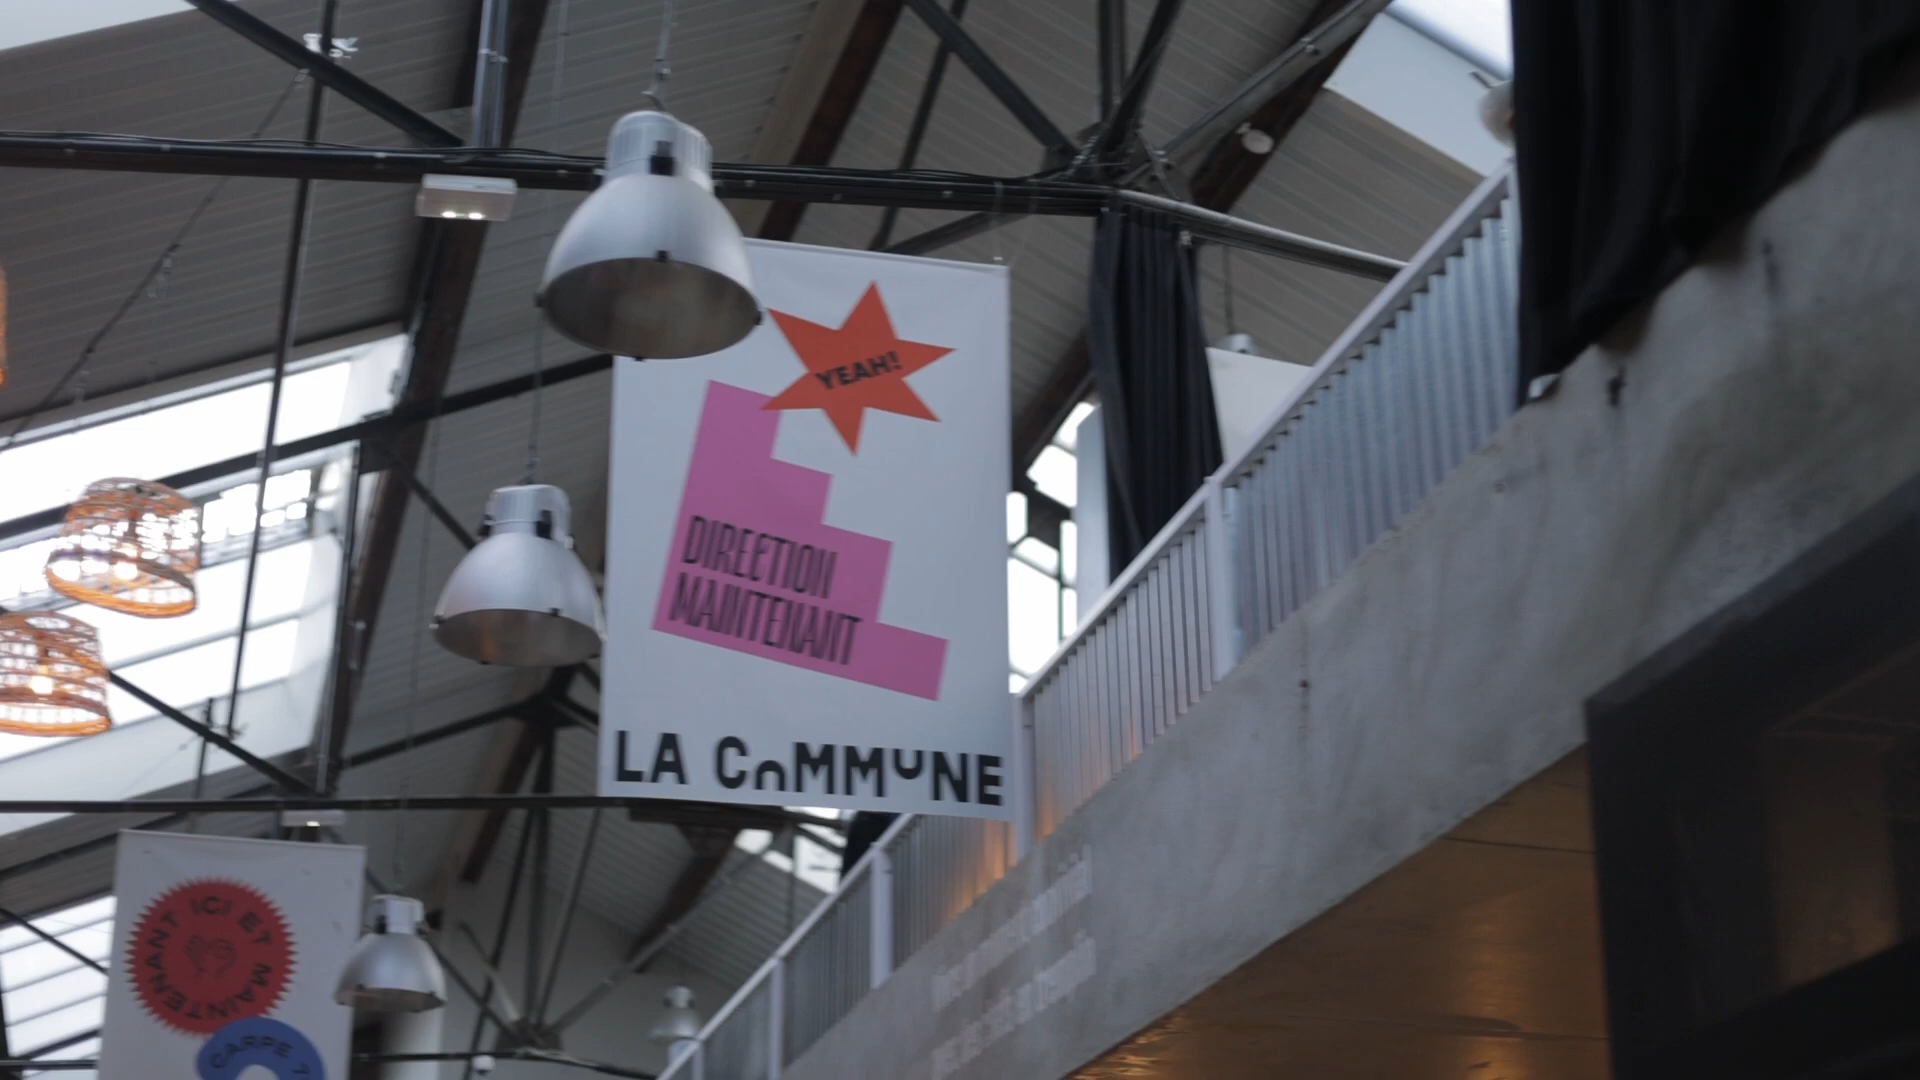 YEAH!
DIRECTION
MAINTENANT
LA COMMUNE
ICI ET MAINTENANT
CARPE